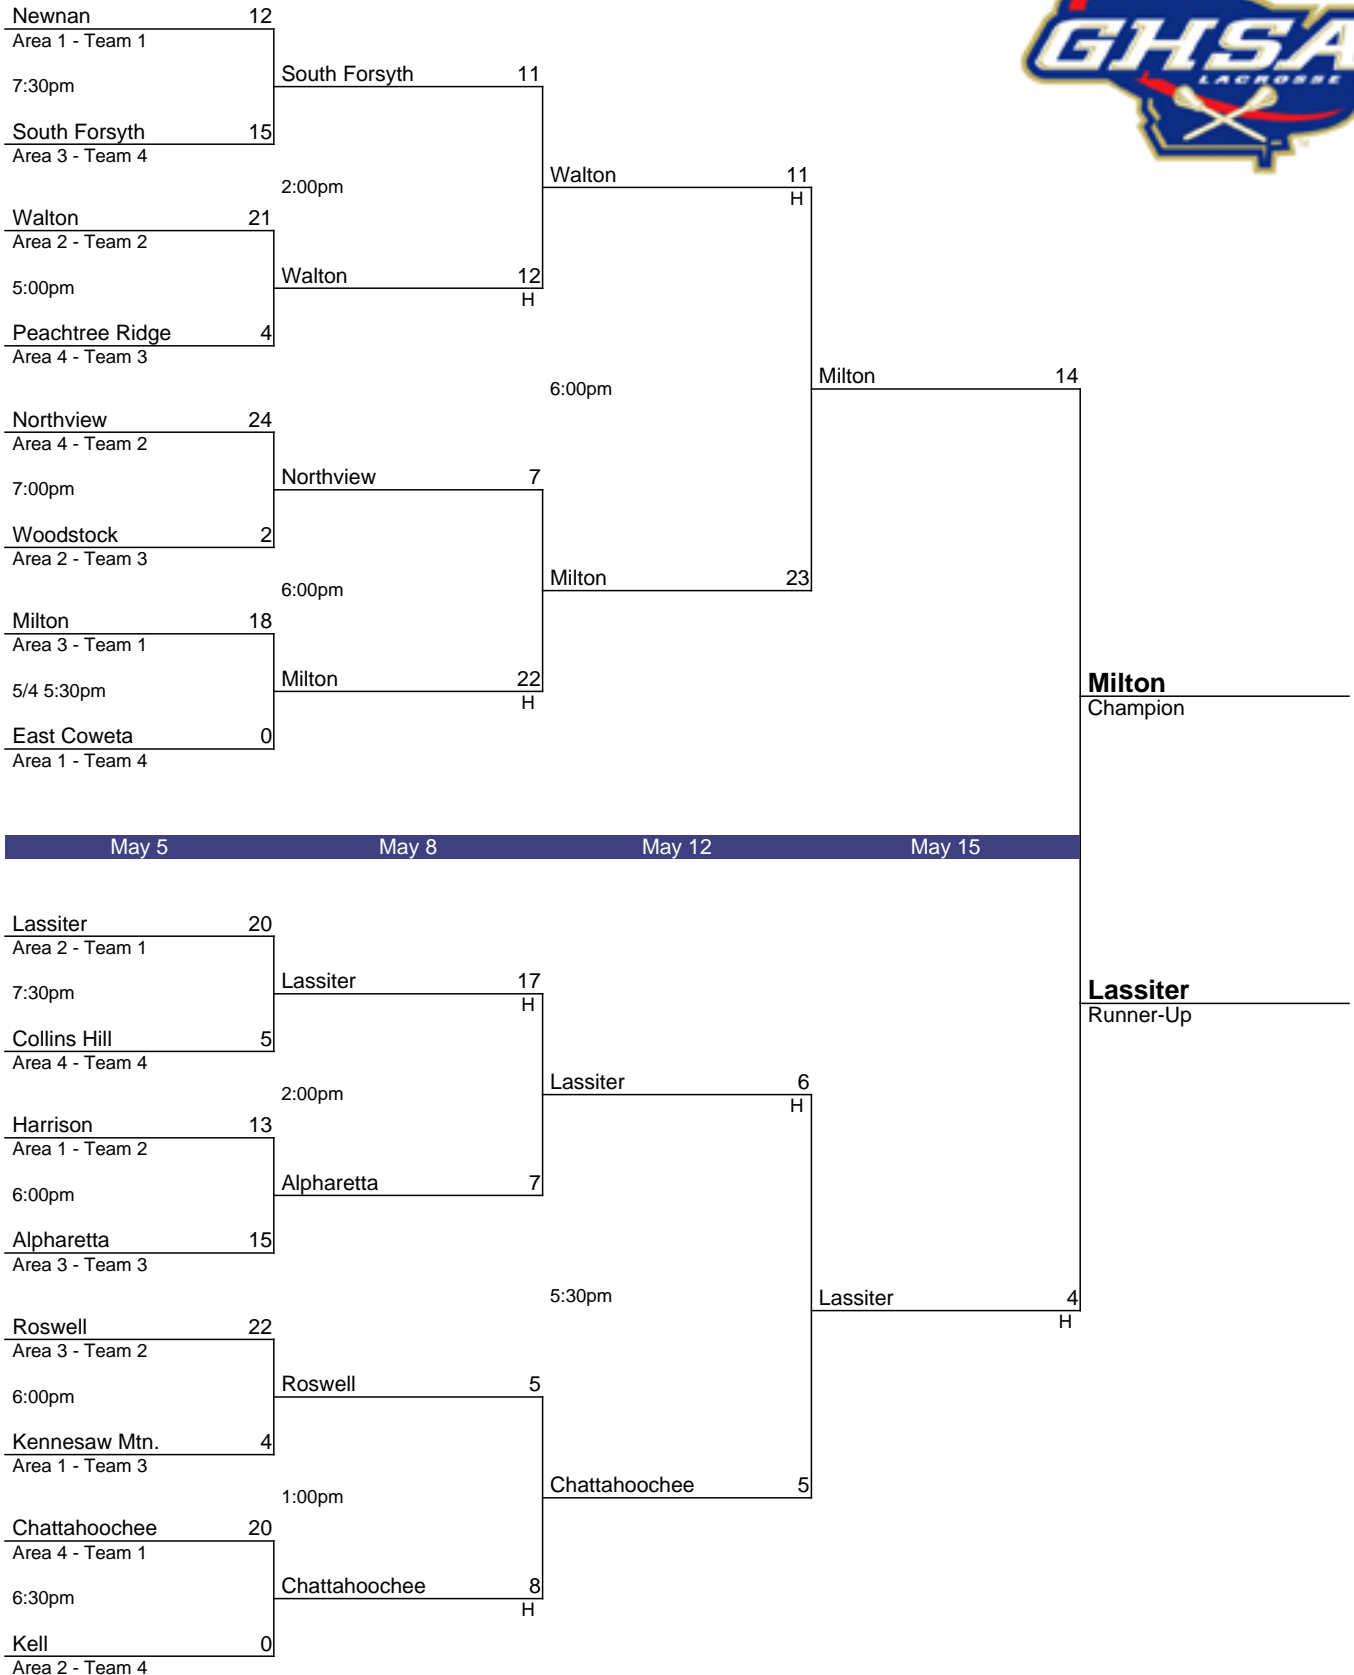 GHSA
LACROSSE
TM
Newnan 12
Area 1 - Team 1
7:30pm
South Forsyth 15
Area 3 - Team 4
South Forsyth 11
2:00pm
Walton 21
Area 2 - Team 2
5:00pm
Peachtree Ridge 4
Area 4 - Team 3
Walton 12
H
Walton 11
H
6:00pm
Northview 24
Area 4 - Team 2
7:00pm
Woodstock 2
Area 2 - Team 3
Northview 7
6:00pm
Milton 18
Area 3 - Team 1
5/4 5:30pm
East Coweta 0
Area 1 - Team 4
Milton 22
H
Milton 23
Milton 14
Milton
Champion
May 5 May 8 May 12 May 15
Lassiter 20
Area 2 - Team 1
7:30pm
Collins Hill 5
Area 4 - Team 4
Lassiter 17
H
2:00pm
Harrison 13
Area 1 - Team 2
6:00pm
Alpharetta 15
Area 3 - Team 3
Alpharetta 7
Lassiter 6
H
5:30pm
Roswell 22
Area 3 - Team 2
6:00pm
Kennesaw Mtn. 4
Area 1 - Team 3
Roswell 5
1:00pm
Chattahoochee 20
Area 4 - Team 1
6:30pm
Kell 0
Area 2 - Team 4
Chattahoochee 8
H
Chattahoochee 5
Lassiter 4
H
Lassiter
Runner-Up